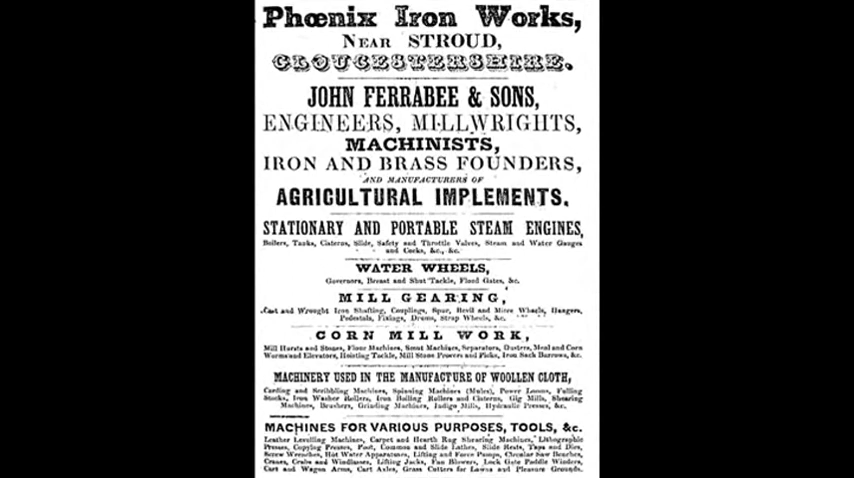 Phœnix Iron Works,
NEAR STROUD,
GLOUCESTERSHIRE.
JOHN FERRABEE & SONS,
ENGINEERS, MILLWRIGHTS,
MACHINISTS,
IRON AND BRASS FOUNDERS,
AND MANUFACTURERS OF
AGRICULTURAL IMPLEMENTS.
STATIONARY AND PORTABLE STEAM ENGINES,
Boilers, Tanks, Cisterns, Slide, Safety and Throttle Valves, Steam and Water Gauges
and Cocks, &c., &c.
WATER WHEELS,
Governors, Breast and Shut Tackle, Flood Gates, &c.
MILL GEARING,
Cast and Wrought Iron Shafting, Couplings, Spur, Bevil and Mitre Wheels, Hangers,
Pedestals, Fixings, Drums, Strap Wheels, &c.
CORN MILL WORK,
Mill Hursts and Stones, Flour Machines, Smut Machines, Separators, Dusters, Meal and Corn
Worms and Elevators, Hoisting Tackle, Mill Stone Provers and Picks, Iron Sack Barrows, &c.
MACHINERY USED IN THE MANUFACTURE OF WOOLLEN CLOTH,
Carding and Scribbling Machines, Spinning Machines (Mules), Power Looms, Fulling
Stocks, Iron Washer Rollers, Iron Boiling Rollers and Cisterns, Gig Mills, Shearing
Machines, Brushers, Grinding Machines, Indigo Mills, Hydraulic Presses, &c.
MACHINES FOR VARIOUS PURPOSES, TOOLS, &c.
Leather Levelling Machines, Carpet and Hearth Rug Shearing Machines, Lithographic
Presses, Copying Presses, Foot, Common and Slide Lathes, Slide Rests, Taps and Dies,
Screw Wrenches, Hot Water Apparatuses, Lifting and Force Pumps, Circular Saw Benches,
Cranes, Crabs and Windlasses, Lifting Jacks, Fan Blowers, Lock Gate Paddle Winders,
Cart and Wagon Arms, Cart Axles, Grass Cutters for Lawns and Pleasure Grounds.